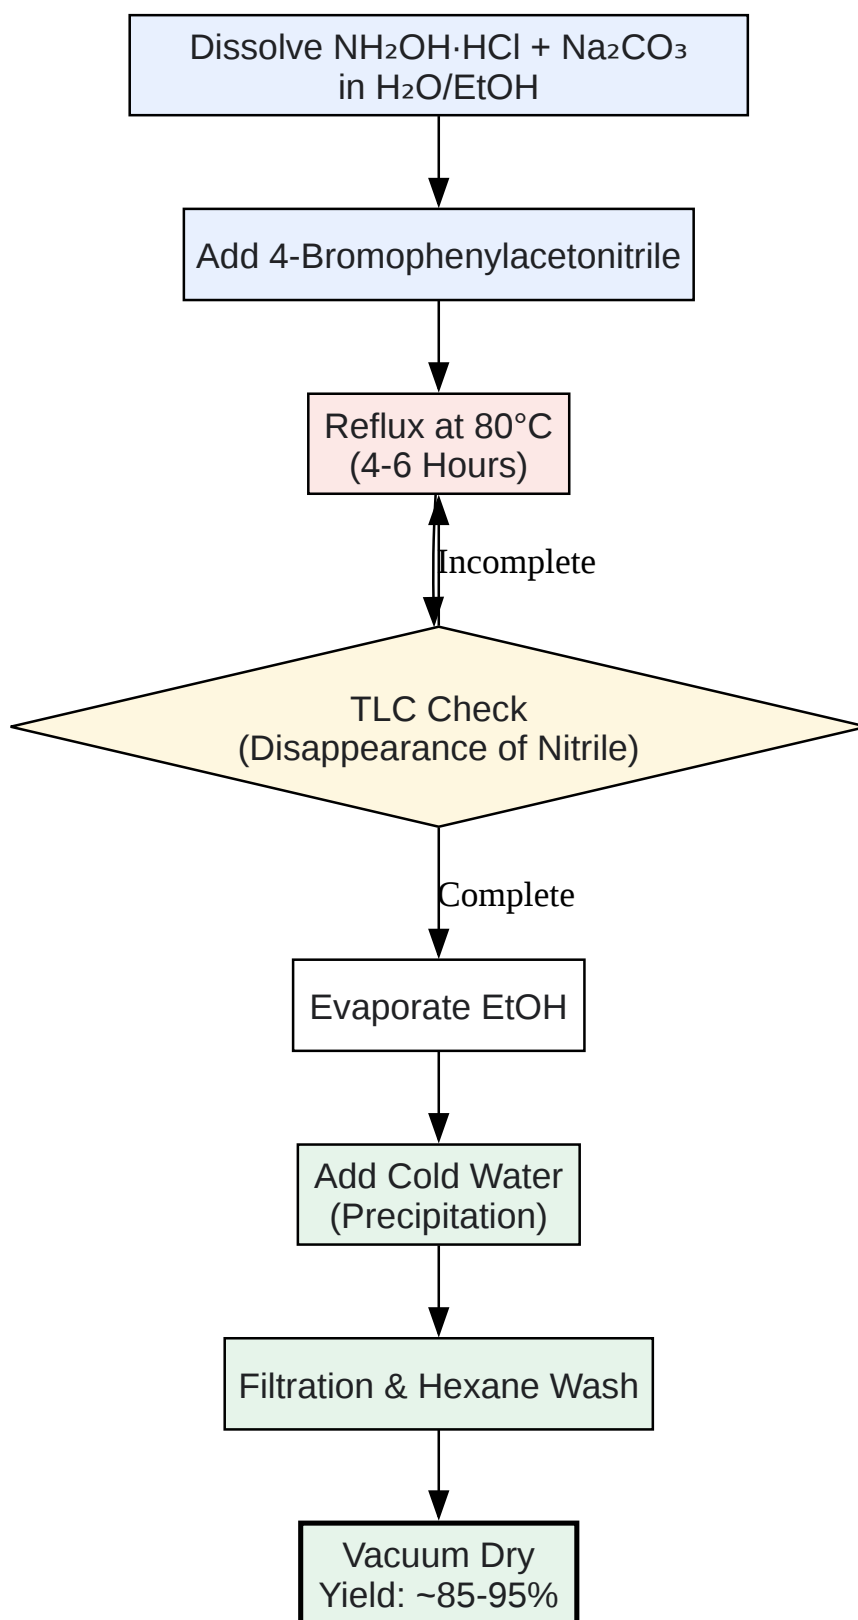 Dissolve NH₂OH·HCl + Na₂CO₃
in H₂O/EtOH
Add 4-Bromophenylacetonitrile
Reflux at 80°C
(4-6 Hours)
Incomplete
TLC Check
(Disappearance of Nitrile)
Complete
Evaporate EtOH
Add Cold Water
(Precipitation)
Filtration & Hexane Wash
Vacuum Dry
Yield: ~85-95%